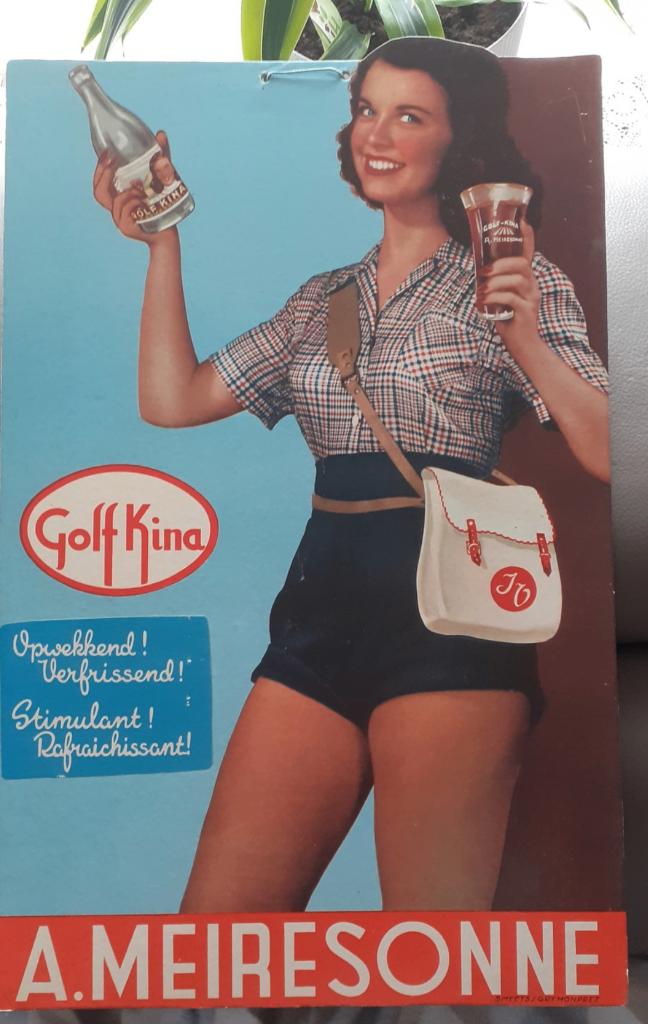 GOLF-KINA
GOLF-KINA
A. MEIRESONNE
Golf Kina
Opwekkend!
Verfrissend!
Stimulant!
Rafraichissant!
A.MEIRESONNE